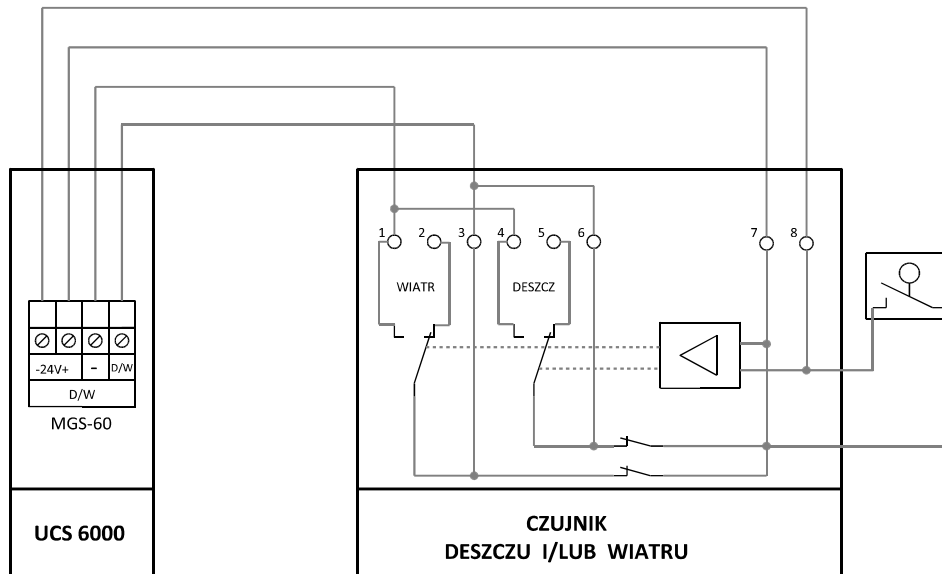 1 2 3 4 5 6 7 8
WIATR DESZCZ
-24V+ - D/W
D/W
MGS-60
UCS 6000
CZUJNIK
DESZCZU I/LUB WIATRU